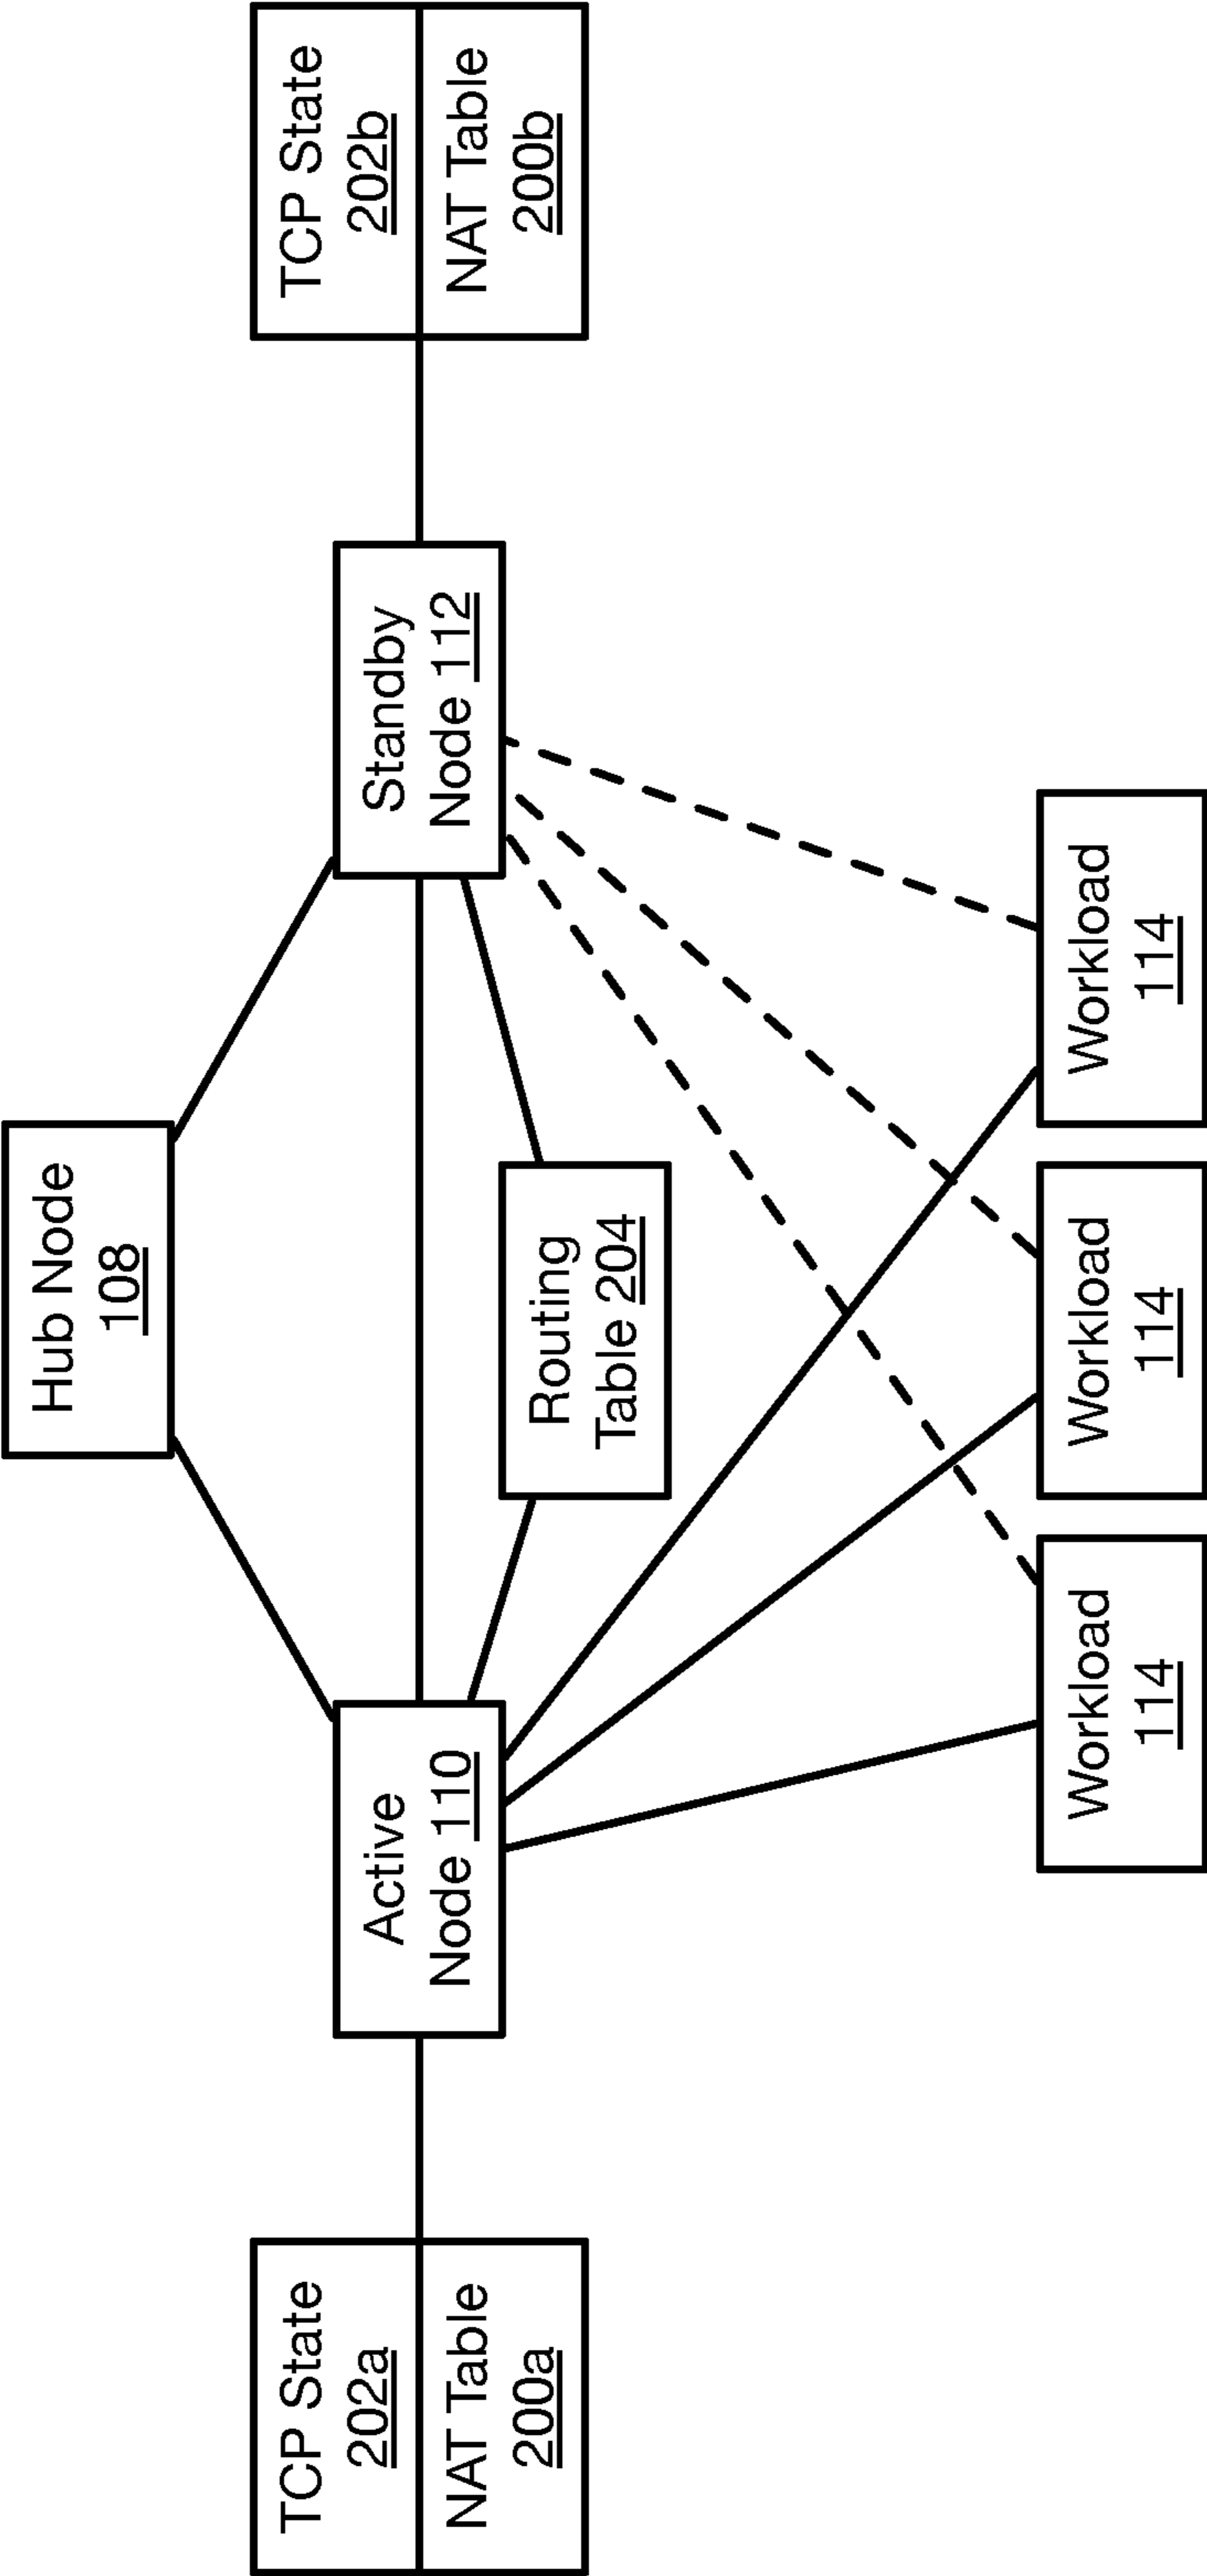 Hub Node
108
TCP State
202a
NAT Table
200a
Active
Node 110
Standby
Node 112
TCP State
202b
NAT Table
200b
Routing
Table 204
Workload
114
Workload
114
Workload
114